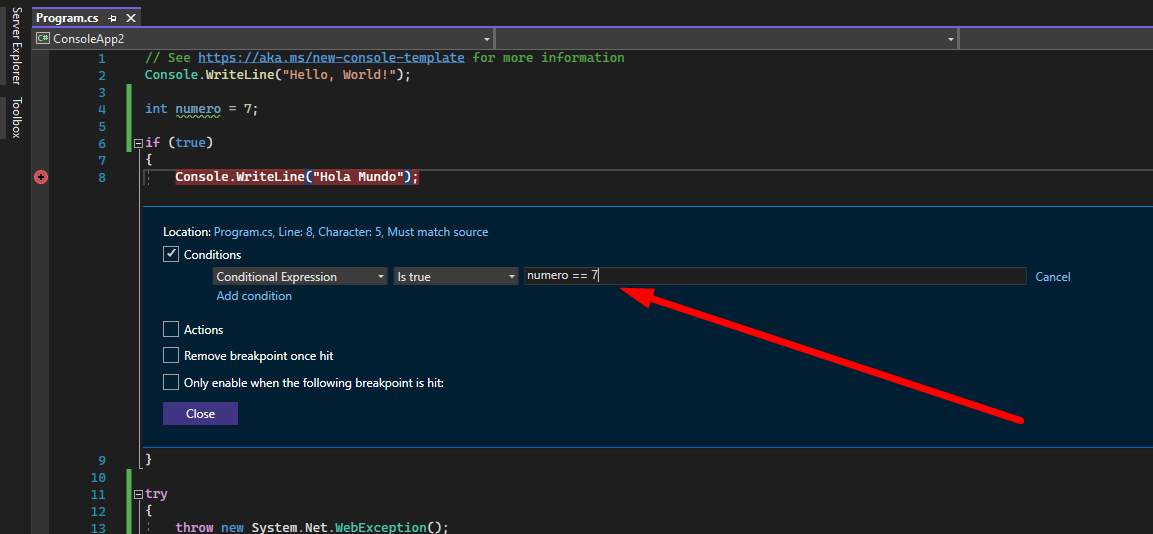 Server Explorer
Toolbox
Program.cs
C# ConsoleApp2
1 // See https://aka.ms/new-console-template for more information
2 Console.WriteLine("Hello, World!");
3
4 int numero = 7;
5
6 if (true)
7 {
8 Console.WriteLine("Hola Mundo");
Location: Program.cs, Line: 8, Character: 5, Must match source
Conditions
Conditional Expression Is true numero == 7 Cancel
Add condition
Actions
Remove breakpoint once hit
Only enable when the following breakpoint is hit:
Close
9 }
10
11 try
12 {
13 throw new System.Net.WebException();